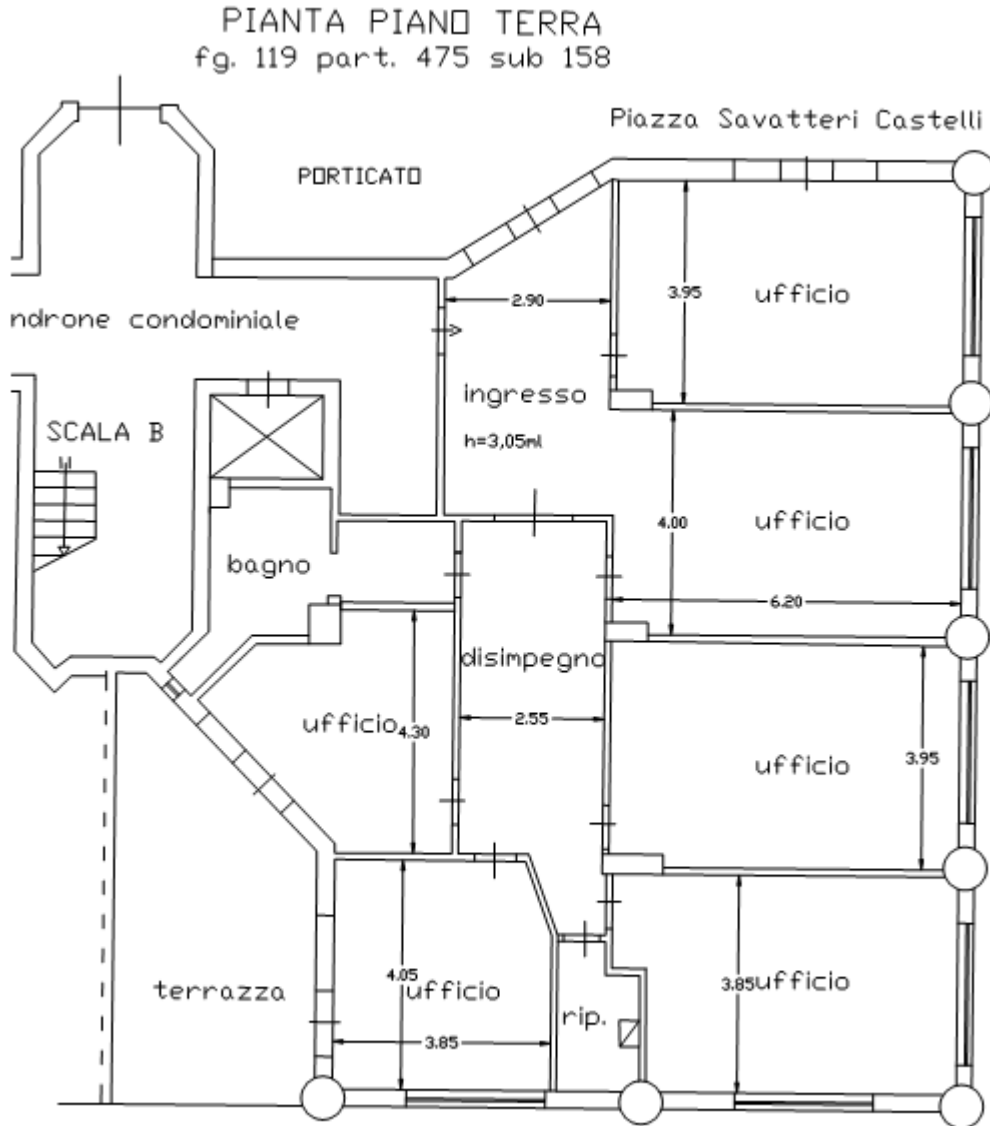 PIANTA PIANO TERRA
fg. 119 part. 475 sub 158
Piazza Savatteri Castelli
PORTICATO
3.95
ufficio
2.90
ndrone condominiale
ingresso
h=3,05ml
SCALA B
4.00
ufficio
bagno
6.20
disimpegno
ufficio
4.30
2.55
ufficio
3.95
4.05
ufficio
3.85
ufficio
terrazza
rip.
3.85